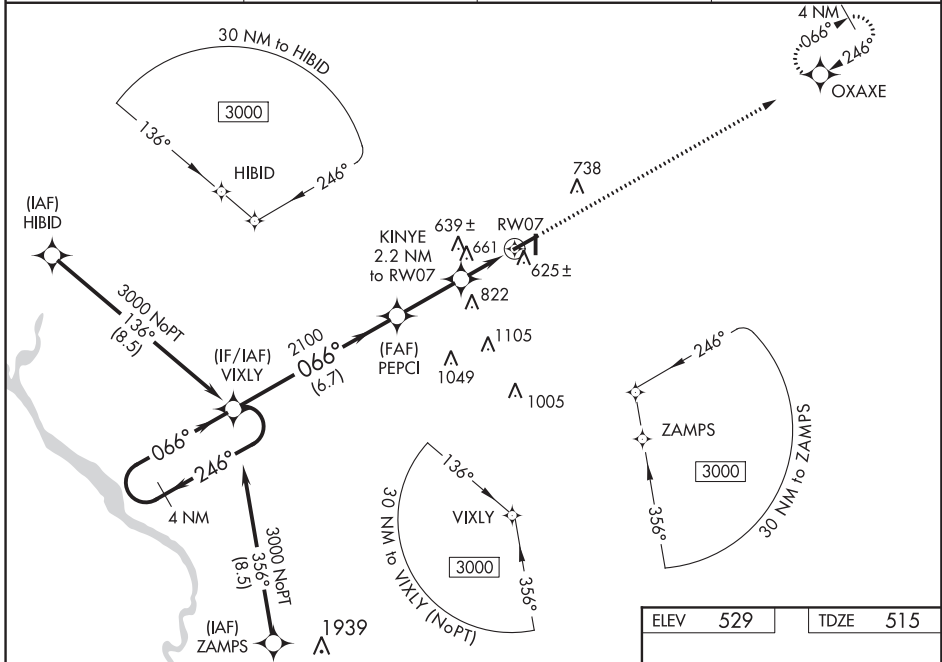 4 NM
066°
246°
OXAXE
30 NM to HIBID
3000
136°
HIBID
246°
(IAF)
HIBID
738
KINYE
2.2 NM
to RW07
639±
661
RW07
625±
822
3000 NoPT
136°
(8.5)
2100
066°
(6.7)
(FAF)
PEPCI
1105
1049
1005
(IF/IAF)
VIXLY
066°
246°
4 NM
246°
ZAMPS
3000
356°
30 NM to ZAMPS
136°
VIXLY
3000
356°
30 NM to VIXLY (NoPT)
3000 NoPT
356°
(8.5)
(IAF)
ZAMPS
1939
ELEV 529
TDZE 515